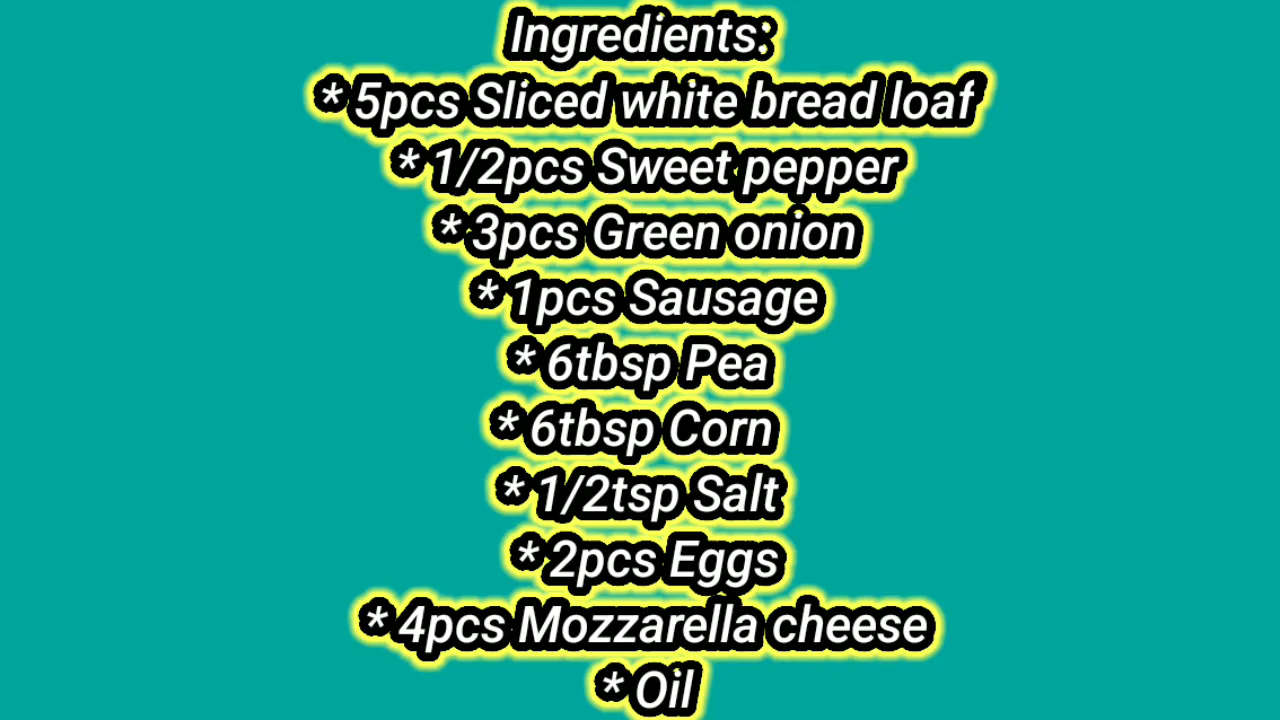 Ingredients:
* 5pcs Sliced white bread loaf
* 1/2pcs Sweet pepper
* 3pcs Green onion
* 1pcs Sausage
* 6tbsp Pea
* 6tbsp Corn
* 1/2tsp Salt
* 2pcs Eggs
* 4pcs Mozzarella cheese
* Oil